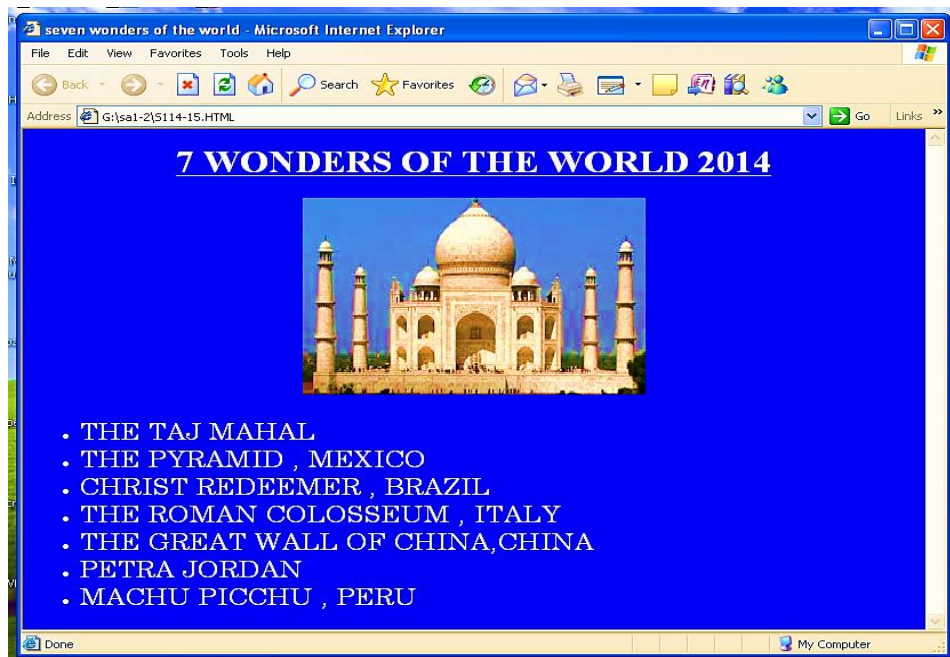 seven wonders of the world - Microsoft Internet Explorer
File Edit View Favorites Tools Help
Back Search Favorites
Address G:\sa1-2\S114-15.HTML Go Links »
7 WONDERS OF THE WORLD 2014
• THE TAJ MAHAL
• THE PYRAMID , MEXICO
• CHRIST REDEEMER , BRAZIL
• THE ROMAN COLOSSEUM , ITALY
• THE GREAT WALL OF CHINA,CHINA
• PETRA JORDAN
• MACHU PICCHU , PERU
Done My Computer